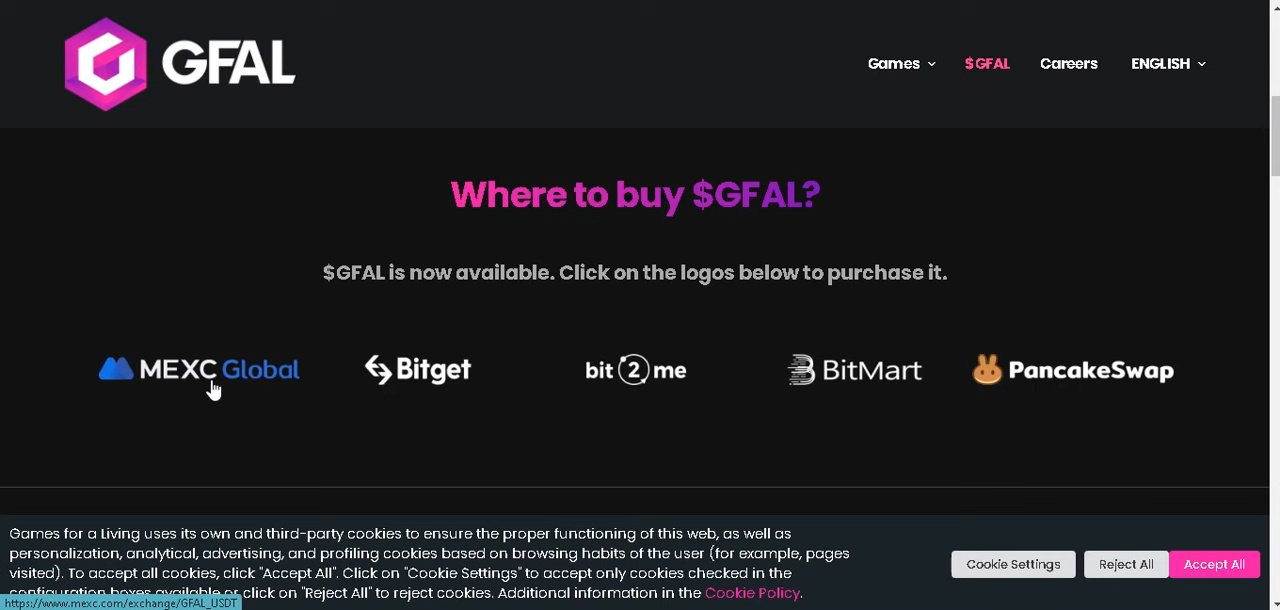 GFAL
Games
$GFAL
Careers
ENGLISH
Where to buy $GFAL?
$GFAL is now available. Click on the logos below to purchase it.
MEXC Global
Bitget
bit2me
BitMart
PancakeSwap
Games for a Living uses its own and third-party cookies to ensure the proper functioning of this web, as well as
personalization, analytical, advertising, and profiling cookies based on browsing habits of the user (for example, pages
visited). To accept all cookies, click "Accept All". Click on "Cookie Settings" to accept only cookies checked in the
configuration boxes available or click on "Reject All" to reject cookies. Additional information in the Cookie Policy.
Cookie Settings
Reject All
Accept All
https://www.mexc.com/exchange/GFAL_USDT